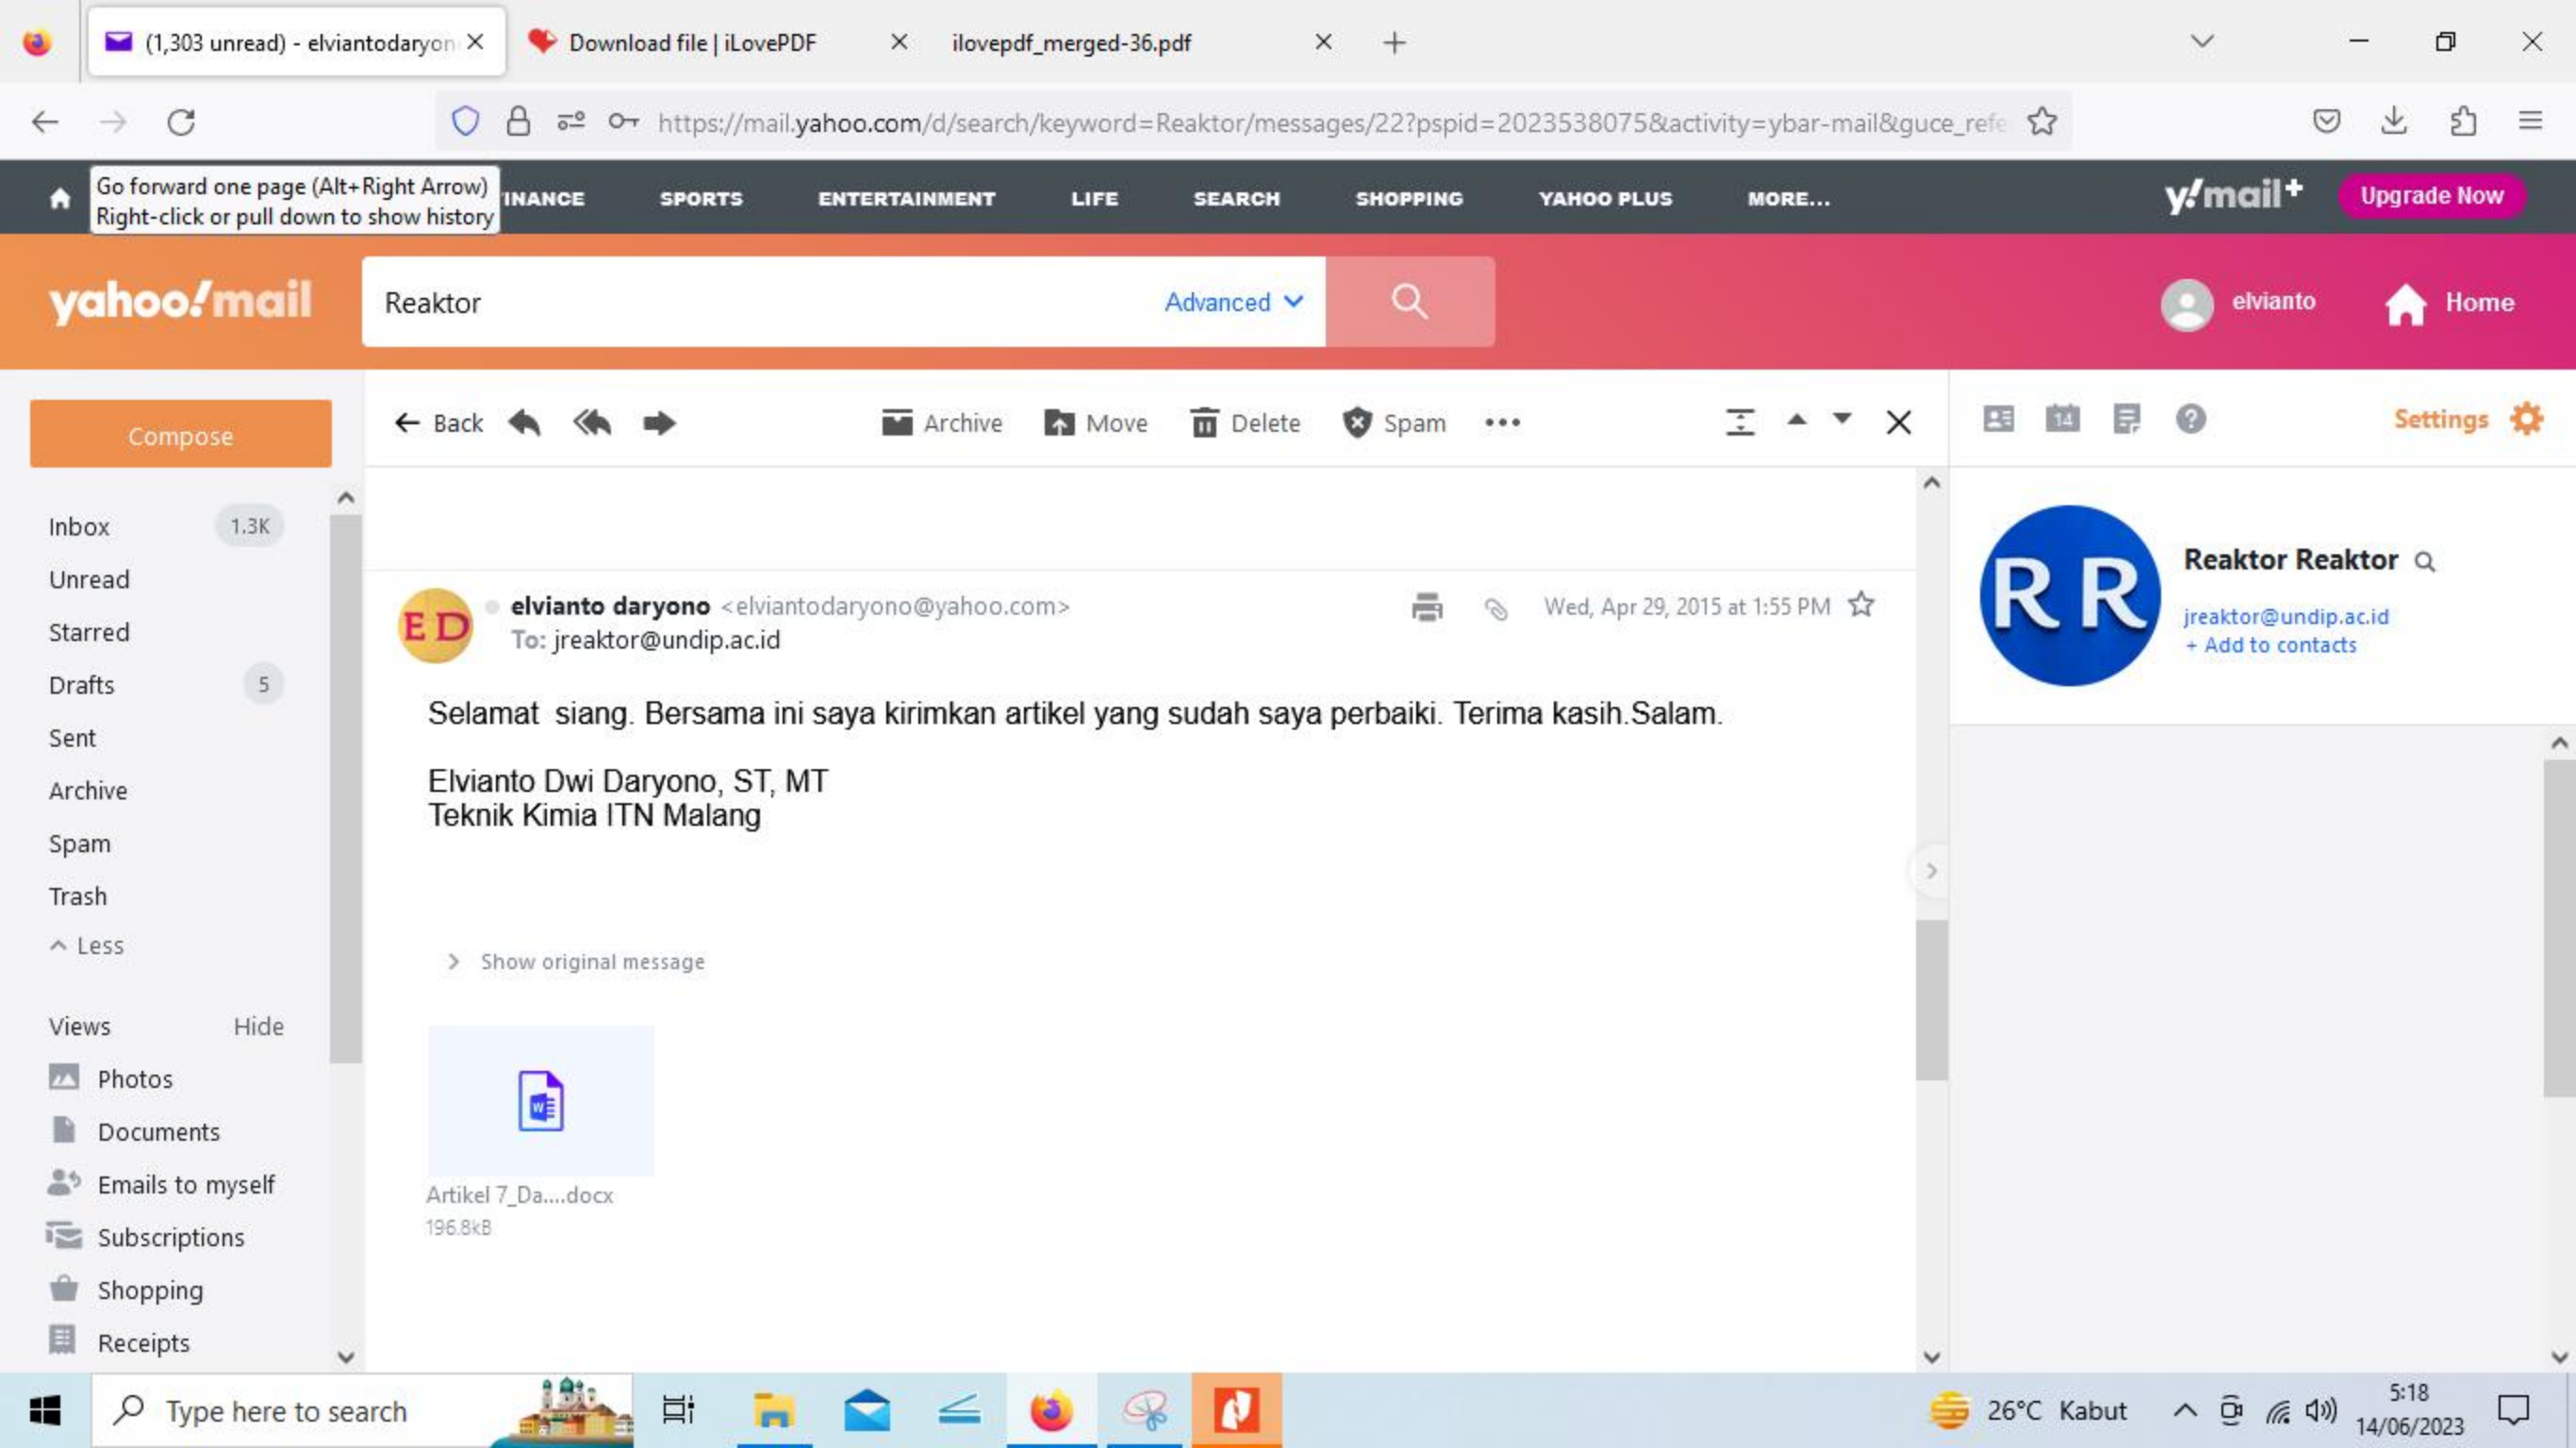 (1,303 unread) - elviantodaryon
Download file | iLovePDF
ilovepdf_merged-36.pdf
https://mail.yahoo.com/d/search/keyword=Reaktor/messages/22?pspid=2023538075&activity=ybar-mail&guce_refe
Go forward one page (Alt+Right Arrow)
Right-click or pull down to show history
INANCE
SPORTS
ENTERTAINMENT
LIFE
SEARCH
SHOPPING
YAHOO PLUS
MORE...
y!mail+
Upgrade Now
yahoo!mail
Reaktor
Advanced
elvianto
Home
Compose
Back
Archive
Move
Delete
Spam
14
Settings
Inbox 1.3K
Unread
Starred
Drafts 5
Sent
Archive
Spam
Trash
Less
Views Hide
Photos
Documents
Emails to myself
Subscriptions
Shopping
Receipts
ED
elvianto daryono <elviantodaryono@yahoo.com>
Wed, Apr 29, 2015 at 1:55 PM
To: jreaktor@undip.ac.id
Selamat siang. Bersama ini saya kirimkan artikel yang sudah saya perbaiki. Terima kasih.Salam.
Elvianto Dwi Daryono, ST, MT
Teknik Kimia ITN Malang
Show original message
W
Artikel 7_Da....docx
196.8kB
RR
Reaktor Reaktor
jreaktor@undip.ac.id
+ Add to contacts
Type here to search
26°C Kabut
5:18
14/06/2023